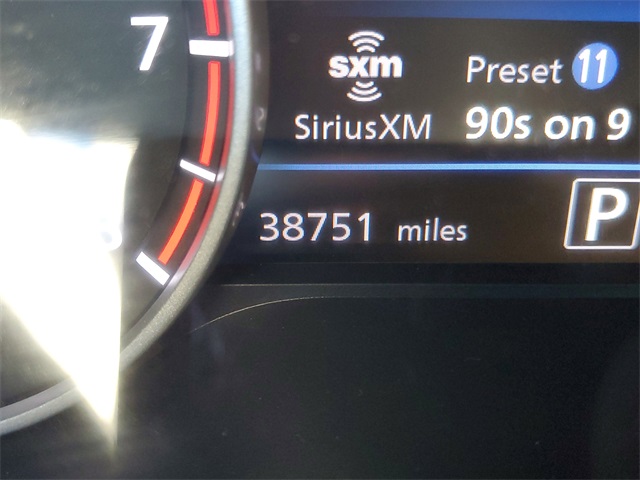 7
sxm
Preset 11
SiriusXM
90s on 9
38751 miles
P